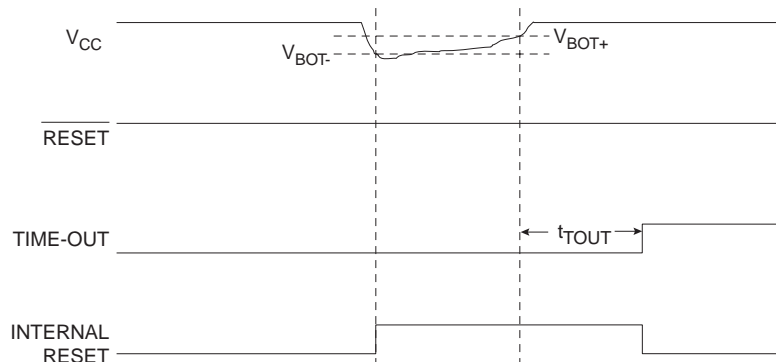 VCC
VBOT-
VBOT+
RESET
TIME-OUT
tTOUT
INTERNAL
RESET